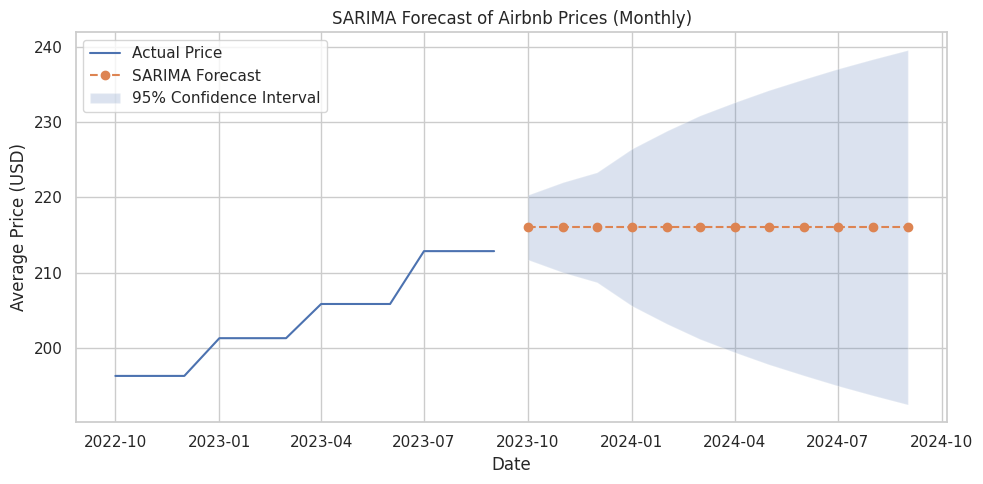 SARIMA Forecast of Airbnb Prices (Monthly)
Actual Price
SARIMA Forecast
95% Confidence Interval
Average Price (USD)
240
230
220
210
200
2022-10 2023-01 2023-04 2023-07 2023-10 2024-01 2024-04 2024-07 2024-10
Date